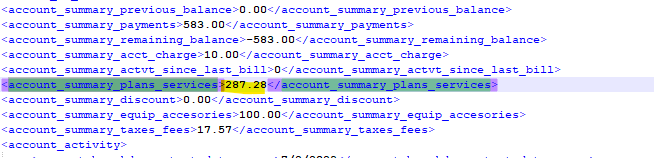 <account_summary_previous_balance>0.00</account_summary_previous_balance>
<account_summary_payments>583.00</account_summary_payments>
<account_summary_remaining_balance>-583.00</account_summary_remaining_balance>
<account_summary_acct_charge>10.00</account_summary_acct_charge>
<account_summary_actvt_since_last_bill>0</account_summary_actvt_since_last_bill>
<account_summary_plans_services>287.28</account_summary_plans_services>
<account_summary_discount>0.00</account_summary_discount>
<account_summary_equip_accesories>100.00</account_summary_equip_accesories>
<account_summary_taxes_fees>17.57</account_summary_taxes_fees>
<account_activity>